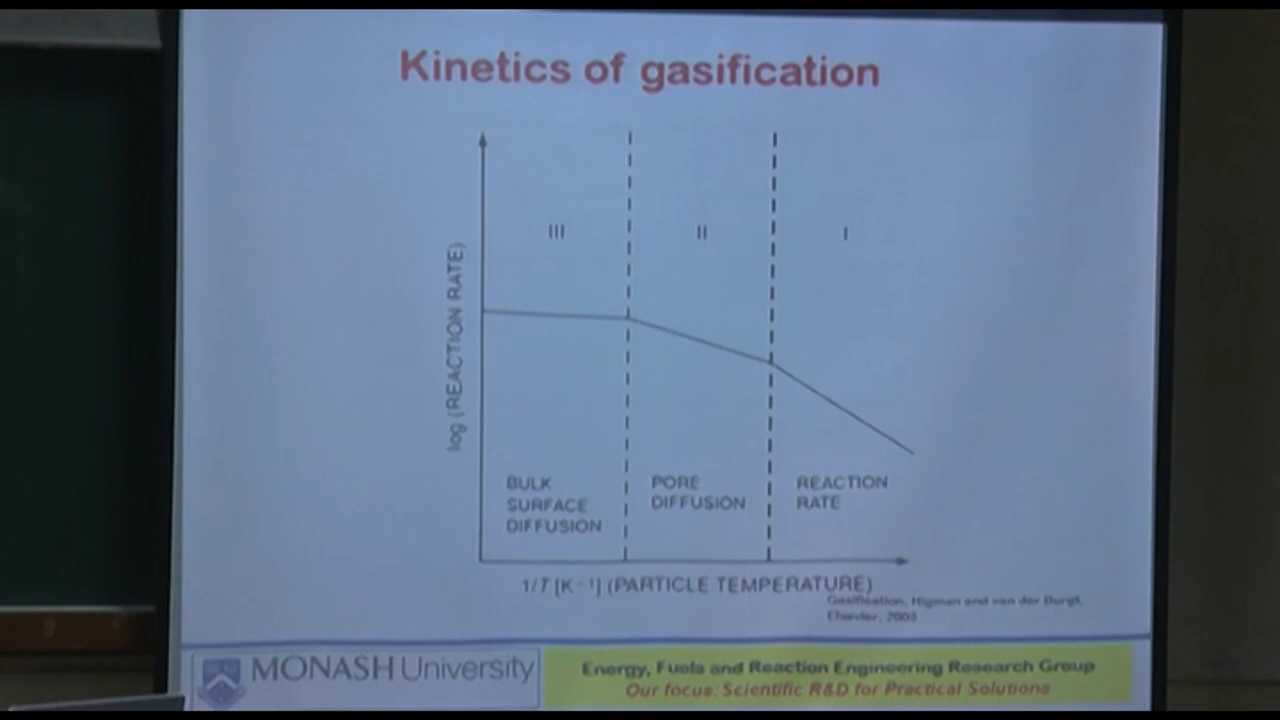 Kinetics of gasification
III
II
I
log (REACTION RATE)
BULK
SURFACE
DIFFUSION
PORE
DIFFUSION
REACTION
RATE
1/T [K⁻¹] (PARTICLE TEMPERATURE)
Gasification, Higman and van der Burgt,
Elsevier, 2003
MONASH University
Energy, Fuels and Reaction Engineering Research Group
Our focus: Scientific R&D for Practical Solutions